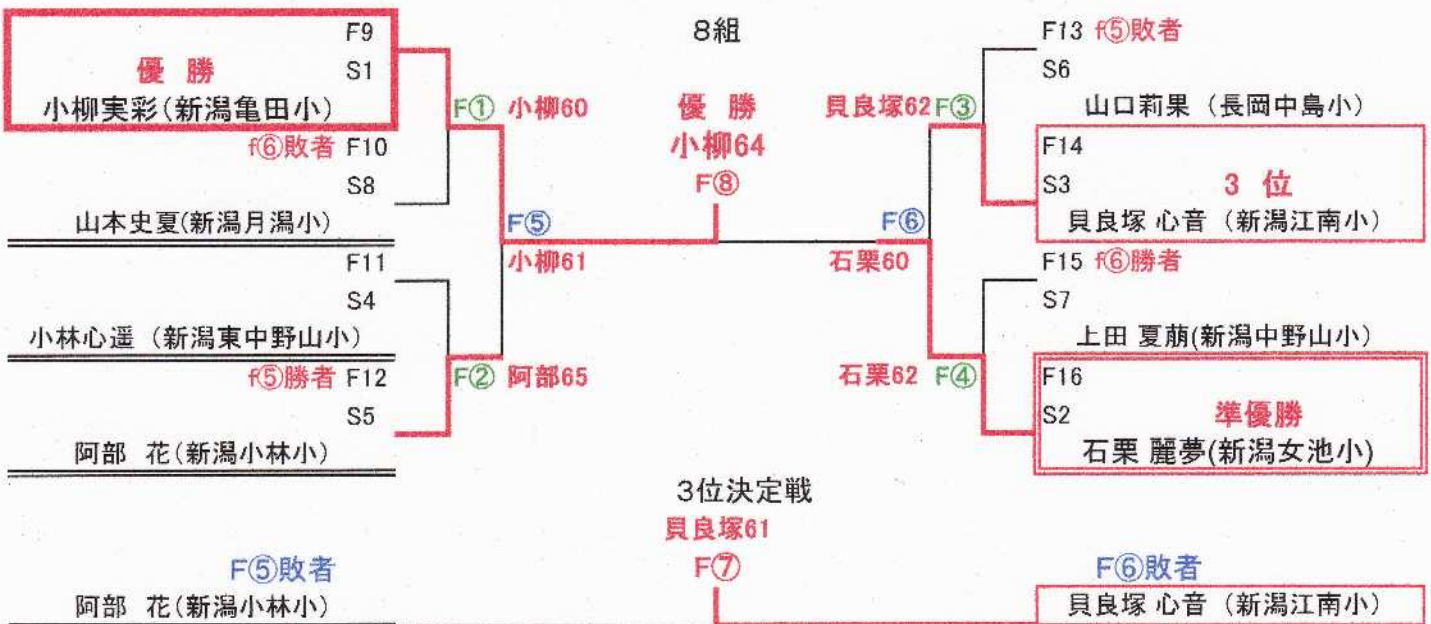 8組
F9
優 勝
S1
小柳実彩(新潟亀田小)
f⑥敗者 F10
S8
山本史夏(新潟月潟小)
F11
S4
小林心遥 (新潟東中野山小)
f⑤勝者 F12
S5
阿部 花(新潟小林小)
F① 小柳60
F② 阿部65
F⑤
小柳61
優 勝
小柳64
F⑧
貝良塚62 F③
F⑥
石栗60
石栗62 F④
F13 f⑤敗者
S6
山口莉果 (長岡中島小)
F14
S3 3 位
貝良塚 心音 (新潟江南小)
F15 f⑥勝者
S7
上田 夏萠(新潟中野山小)
F16
S2 準優勝
石栗 麗夢(新潟女池小)
3位決定戦
貝良塚61
F⑦
F⑤敗者
阿部 花(新潟小林小)
F⑥敗者
貝良塚 心音 (新潟江南小)